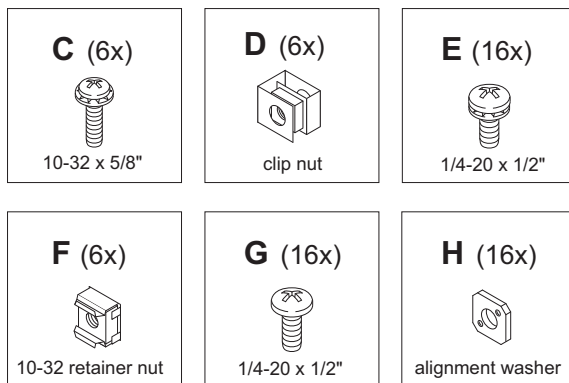 C (6x)
10-32 x 5/8"
D (6x)
clip nut
E (16x)
1/4-20 x 1/2"
F (6x)
10-32 retainer nut
G (16x)
1/4-20 x 1/2"
H (16x)
alignment washer